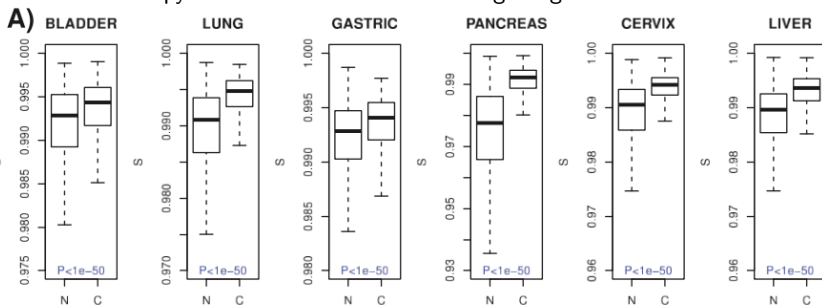 A)
BLADDER
1.000
0.995
0.990
0.985
0.980
0.975
P<1e−50
N C
LUNG
S
1.000
0.990
0.980
0.970
P<1e−50
N C
GASTRIC
S
1.000
0.995
0.990
0.985
0.980
P<1e−50
N C
PANCREAS
S
0.99
0.97
0.95
0.93
P<1e−50
N C
CERVIX
S
1.00
0.99
0.98
0.97
0.96
P<1e−50
N C
LIVER
S
1.00
0.99
0.98
0.97
0.96
P<1e−50
N C